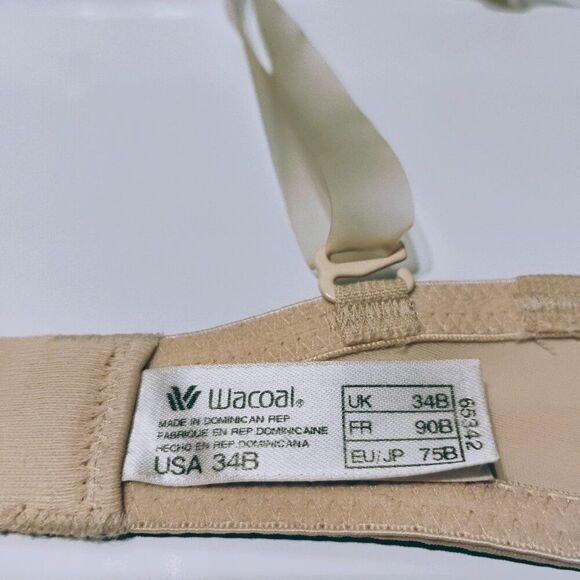 Wacoal®
MADE IN DOMINICAN REP
FABRIQUE EN REP.DOMINICAINE
HECHO EN REP.DOMINICANA
USA 34B
UK 34B
FR 90B
EU/JP 75B
65342